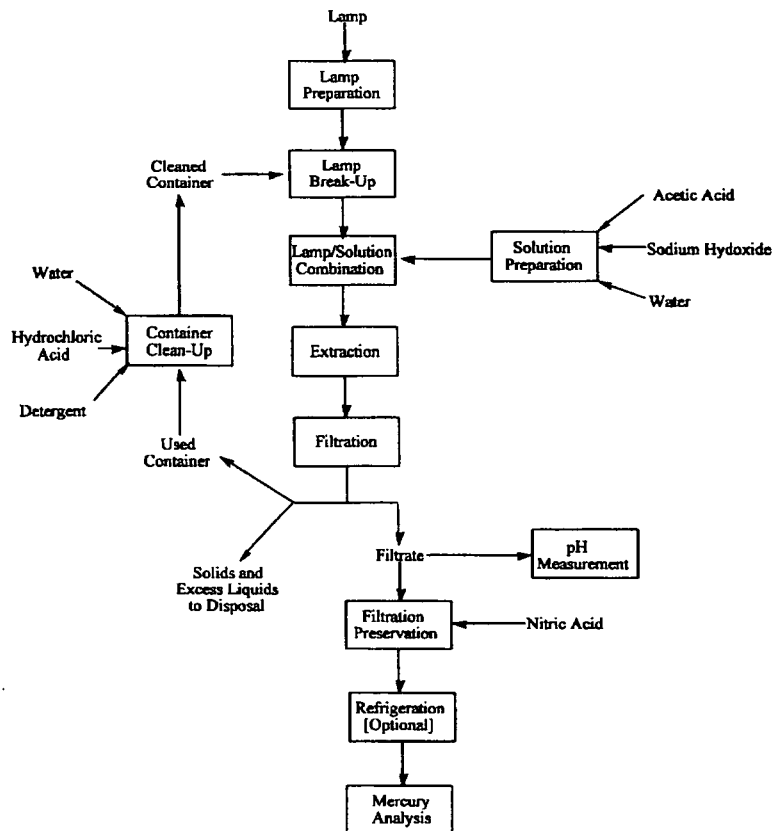 Lamp
Lamp
Preparation
Cleaned
Container
Lamp
Break-Up
Acetic Acid
Lamp/Solution
Combination
Solution
Preparation
Sodium Hydoxide
Water
Water
Hydrochloric
Acid
Container
Clean-Up
Detergent
Extraction
Used
Container
Filtration
Solids and
Excess Liquids
to Disposal
Filtrate
pH
Measurement
Filtration
Preservation
Nitric Acid
Refrigeration
[Optional]
Mercury
Analysis